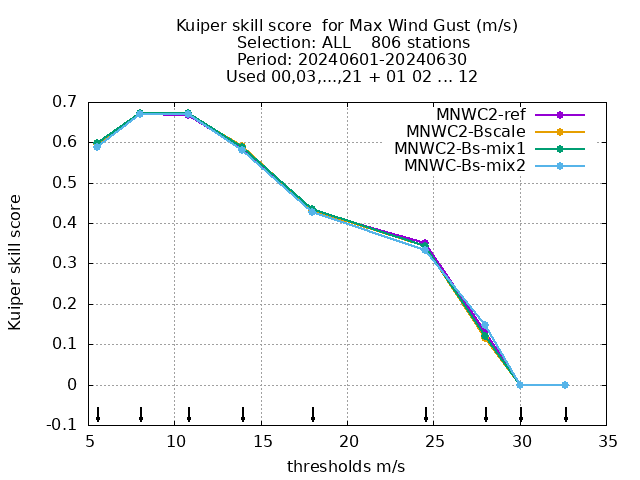 Kuiper skill score  for Max Wind Gust (m/s)
Selection: ALL    806 stations
Period: 20240601-20240630
Used 00,03,...,21 + 01 02 ... 12
MNWC2-ref
MNWC2-Bscale
MNWC2-Bs-mix1
MNWC-Bs-mix2
Kuiper skill score
0.7
0.6
0.5
0.4
0.3
0.2
0.1
0
-0.1
5 10 15 20 25 30 35
thresholds m/s